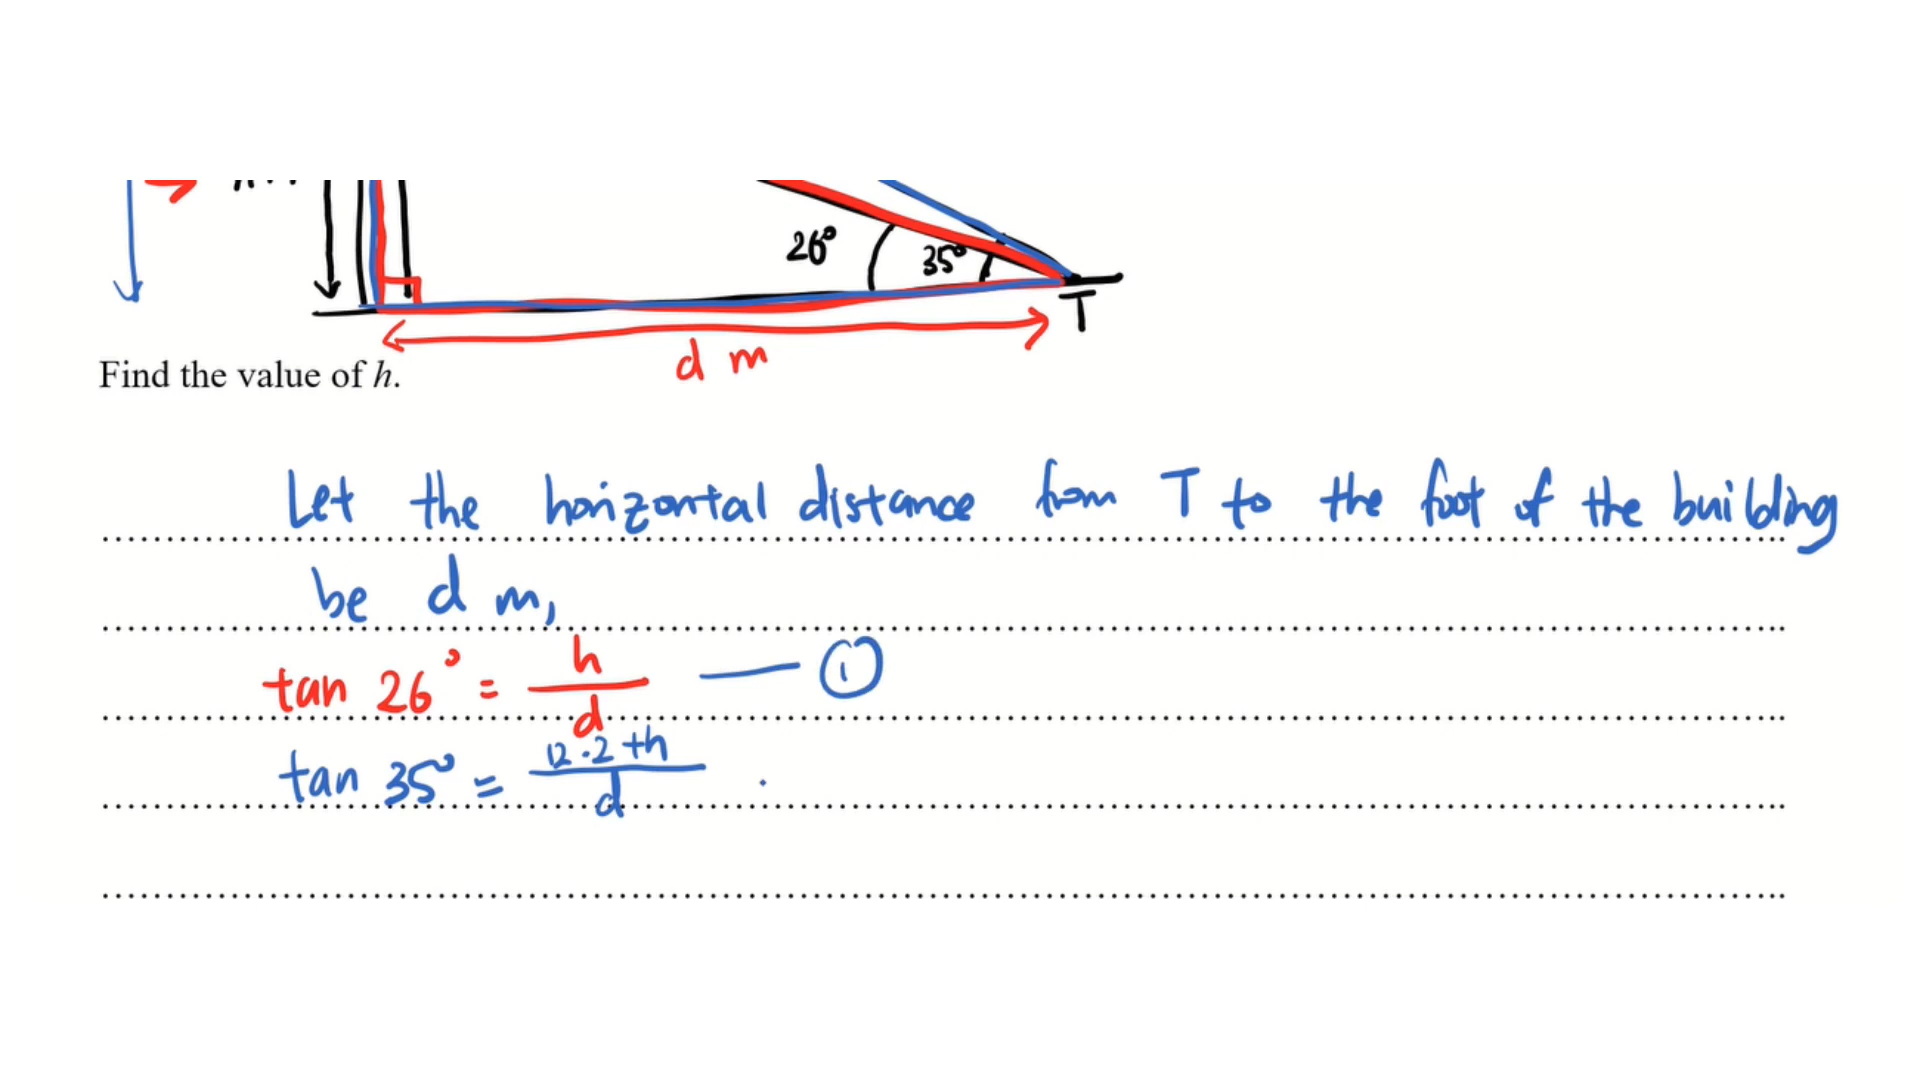 26° 35°
T
d m
Find the value of h.
Let the horizontal distance from T to the foot of the building
be d m,
tan 26° = h/d —— ①
tan 35° = 12.2+h/d